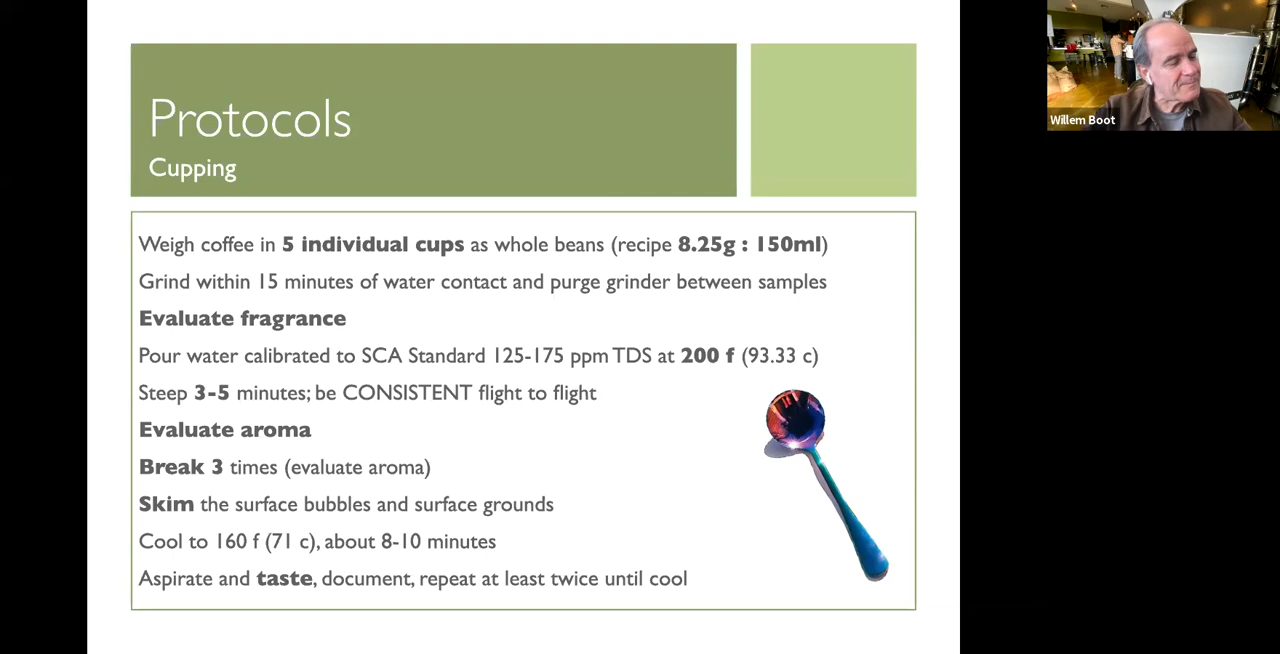 Protocols
Cupping
Weigh coffee in 5 individual cups as whole beans (recipe 8.25g : 150ml)
Grind within 15 minutes of water contact and purge grinder between samples
Evaluate fragrance
Pour water calibrated to SCA Standard 125-175 ppm TDS at 200 f (93.33 c)
Steep 3-5 minutes; be CONSISTENT flight to flight
Evaluate aroma
Break 3 times (evaluate aroma)
Skim the surface bubbles and surface grounds
Cool to 160 f (71 c), about 8-10 minutes
Aspirate and taste, document, repeat at least twice until cool
Willem Boot